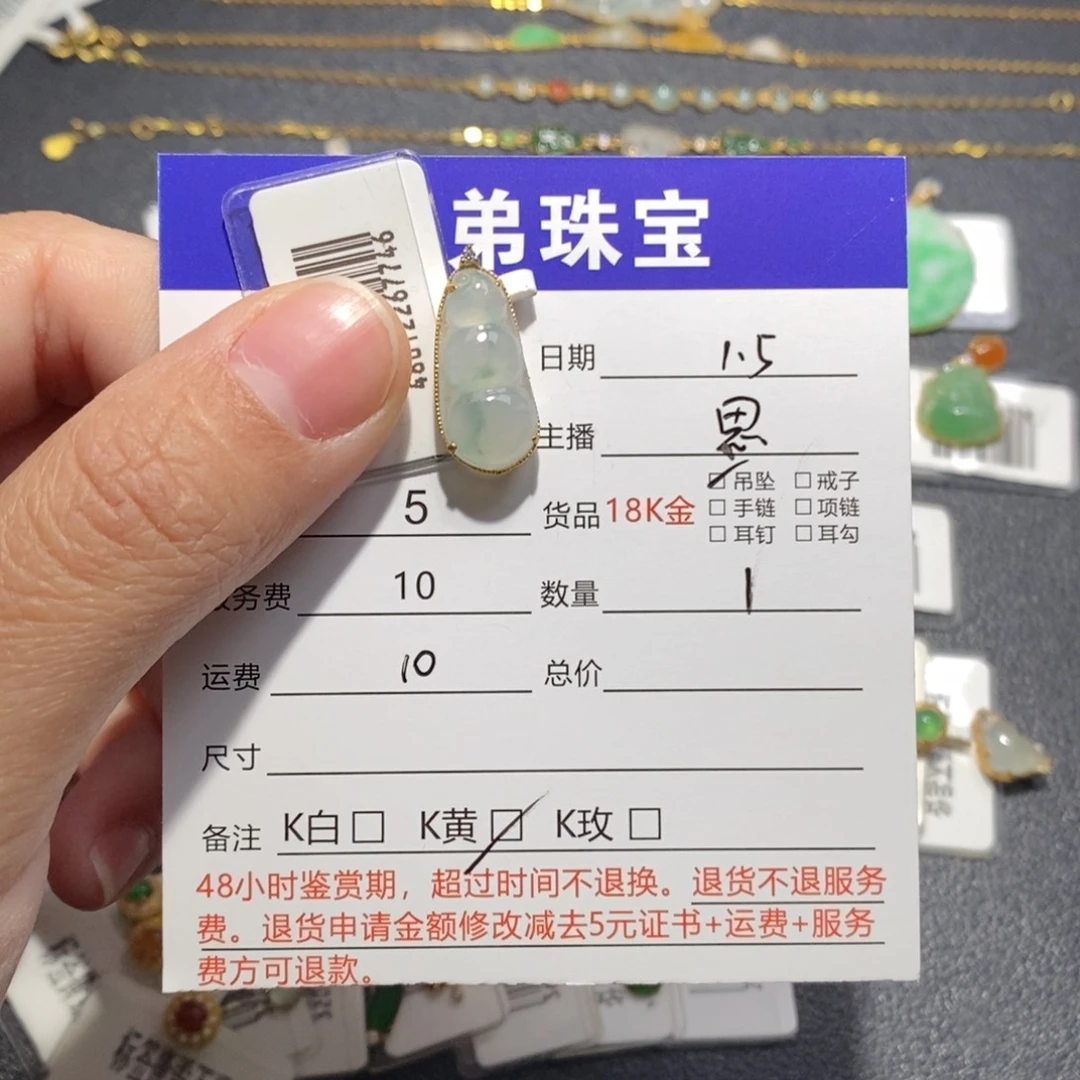 弟珠宝
日期 1.5
主播 思
5 货品 18K金 ☑吊坠 ☐戒子
☐手链 ☐项链
☐耳钉 ☐耳勾
务费 10 数量 1
运费 10 总价
尺寸
备注 K白☐ K黄☑ K玫☐
48小时鉴赏期，超过时间不退换。退货不退服务
费。退货申请金额修改减去5元证书+运费+服务
费方可退款。